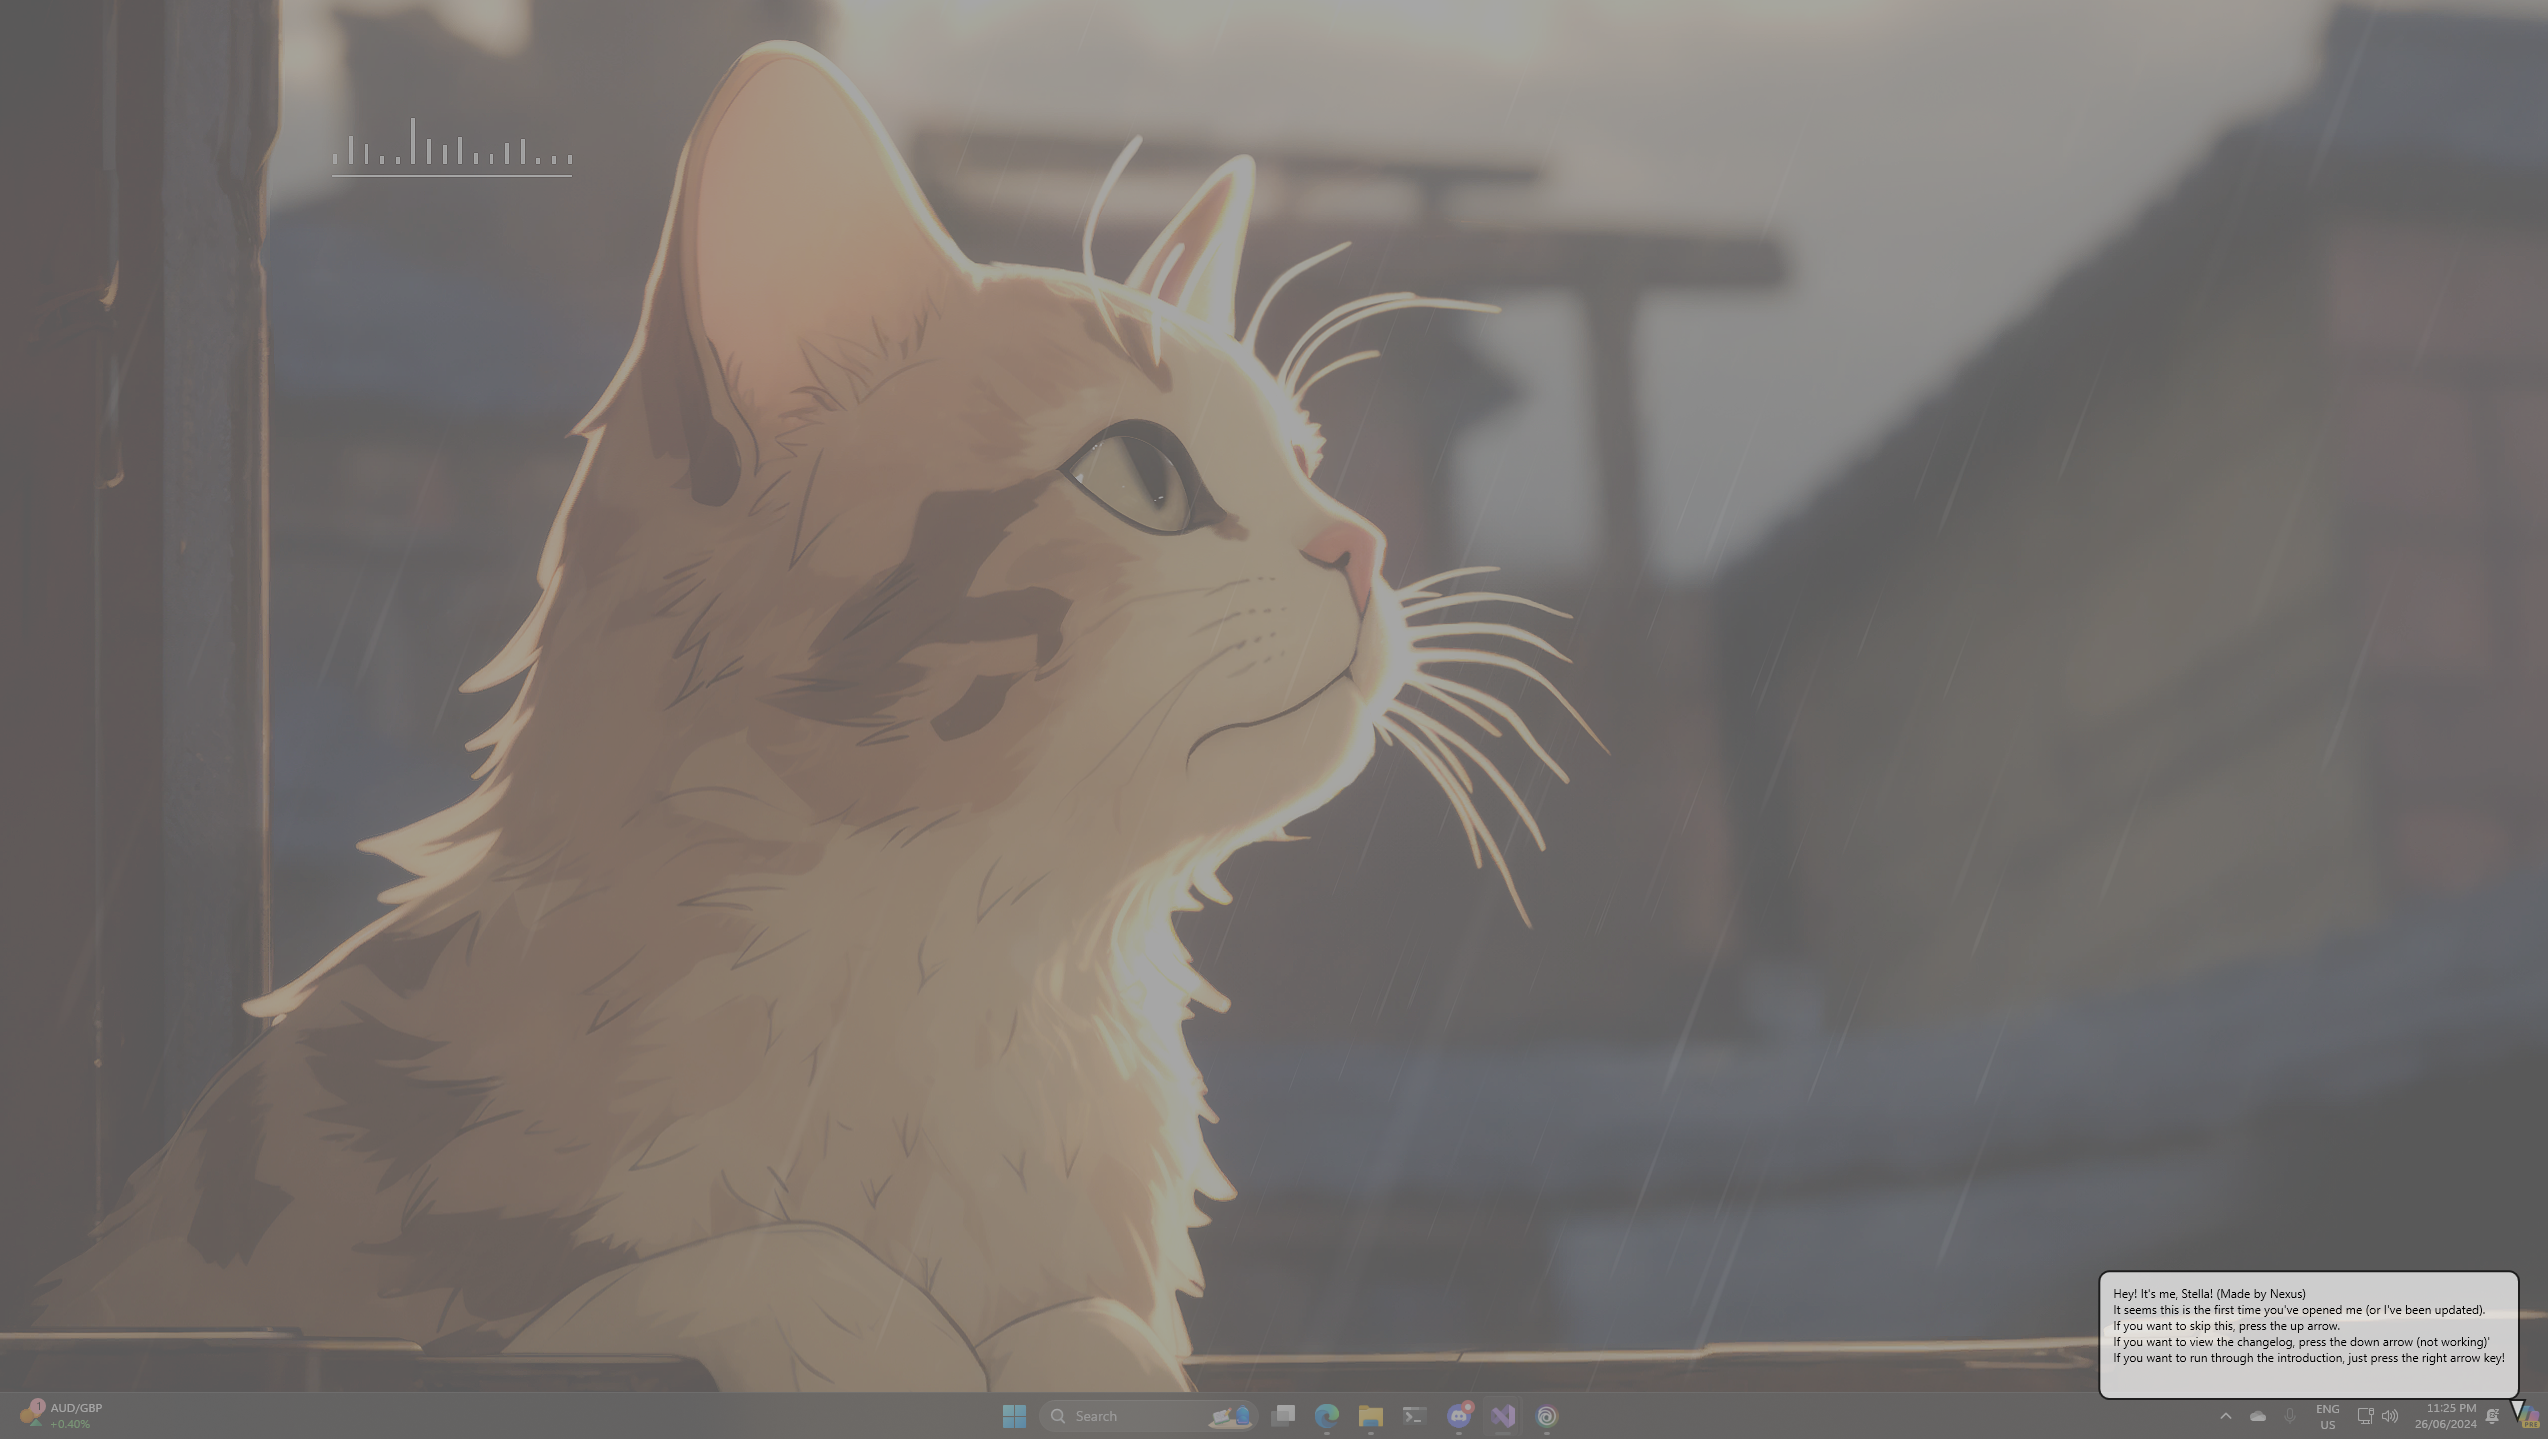 Hey! It's me, Stella! (Made by Nexus)
It seems this is the first time you've opened me (or I've been updated).
If you want to skip this, press the up arrow.
If you want to view the changelog, press the down arrow (not working)'
If you want to run through the introduction, just press the right arrow key!
1
AUD/GBP
+0.40%
Search
ENG
US
11:25 PM
26/06/2024
PRE